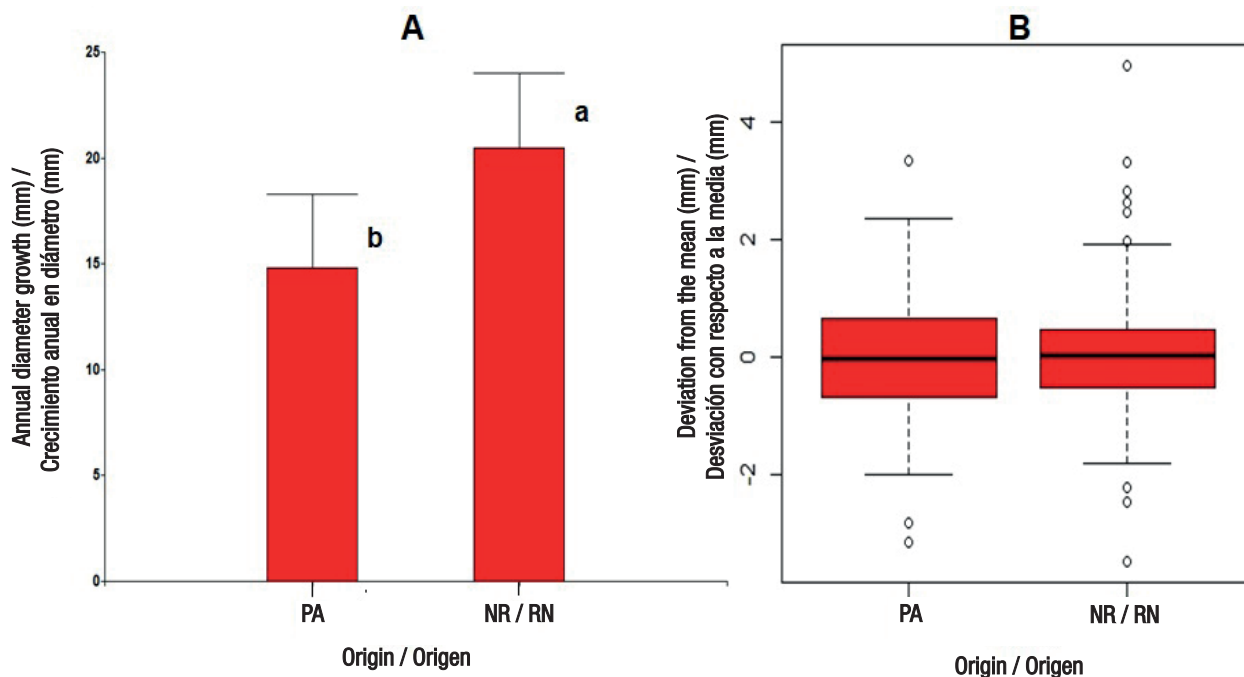 A
Annual diameter growth (mm) /
Crecimiento anual en diámetro (mm)
25
20
15
10
5
0
b
a
PA
NR / RN
Origin / Origen
B
Deviation from the mean (mm) /
Desviación con respecto a la media (mm)
4
2
0
-2
PA
NR / RN
Origin / Origen